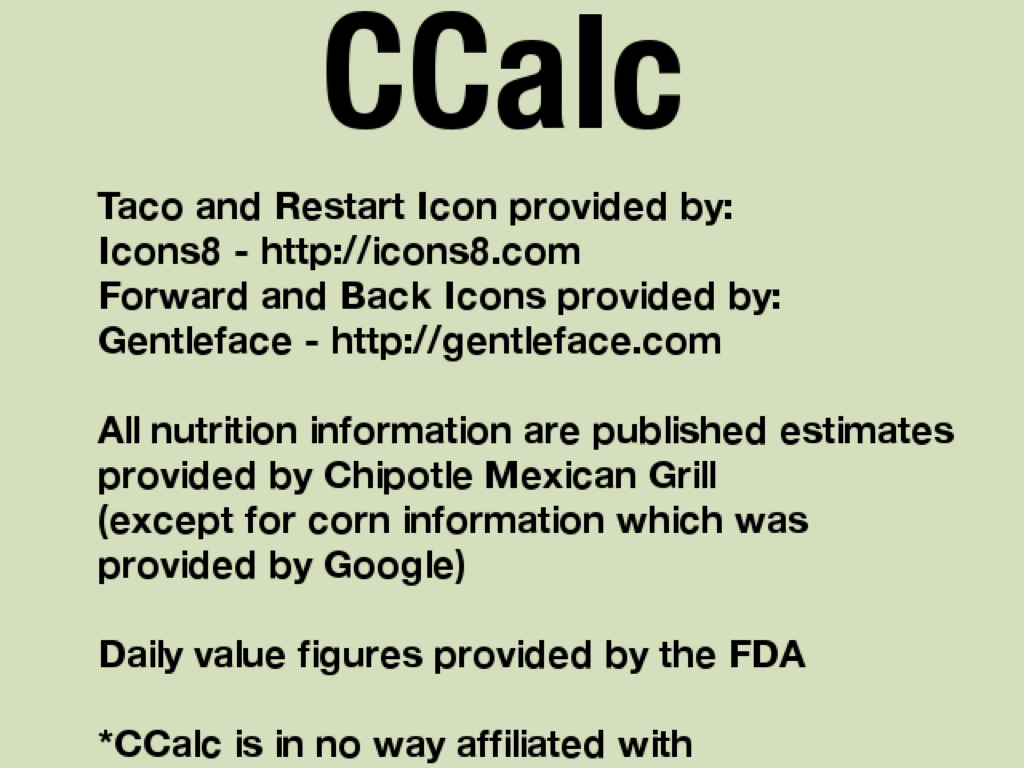 CCalc
Taco and Restart Icon provided by:
Icons8 - http://icons8.com
Forward and Back Icons provided by:
Gentleface - http://gentleface.com
All nutrition information are published estimates
provided by Chipotle Mexican Grill
(except for corn information which was
provided by Google)
Daily value figures provided by the FDA
*CCalc is in no way affiliated with